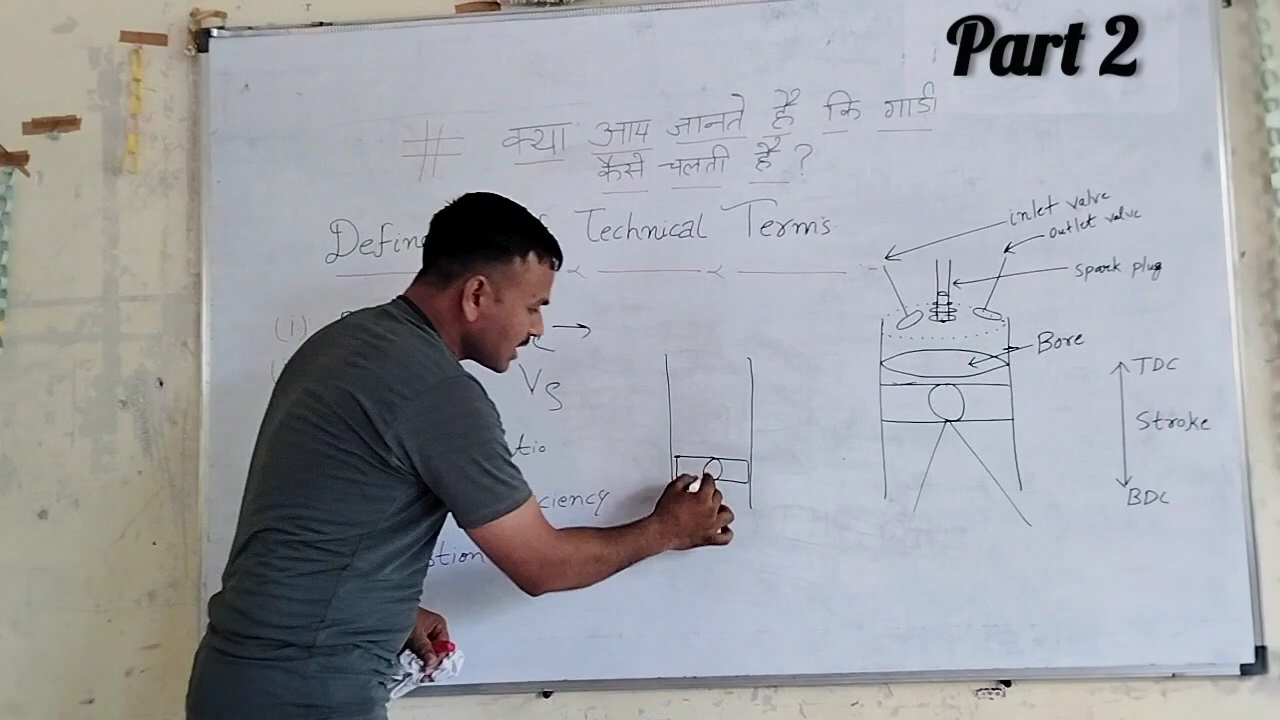 Part 2
# क्या आप जानते है कि गाडी
कैसे चलती है ?
Technical Terms
inlet valve
outlet valve
spark plug
(1)
Vs
Bore
TDC
Stroke
BDC
tio
ciency
stion